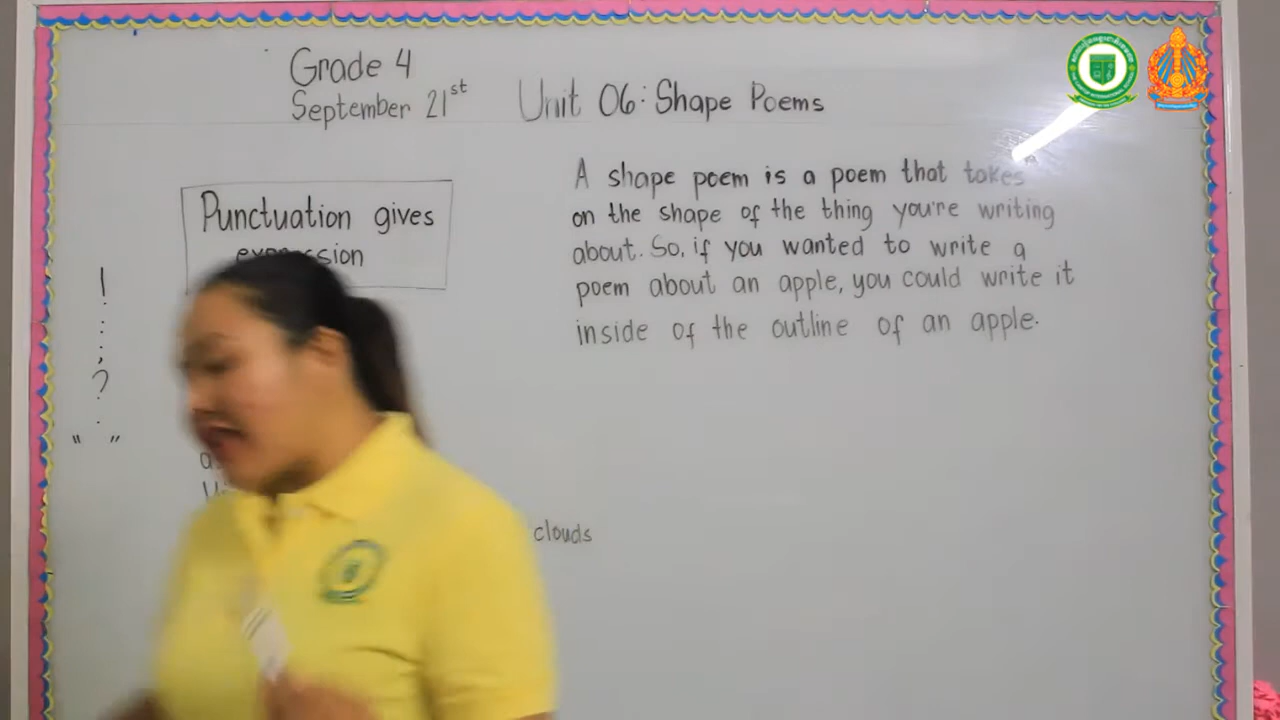 Grade 4
September 21st
Unit 06: Shape Poems
Punctuation gives
!
:
;
?
.
" "
clouds
A shape poem is a poem that takes
on the shape of the thing you're writing
about. So, if you wanted to write a
poem about an apple, you could write it
inside of the outline of an apple.